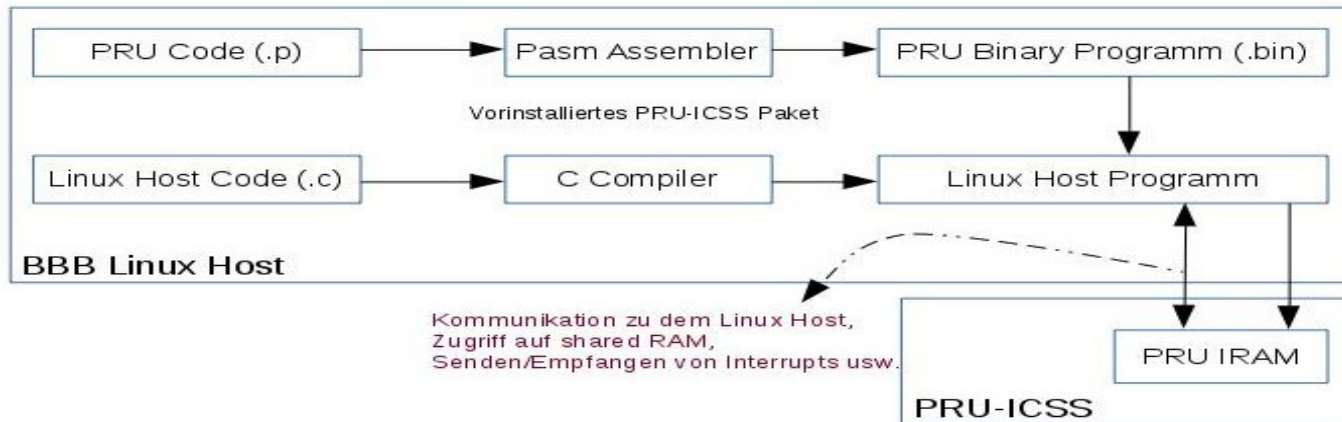 PRU Code (.p)
Pasm Assembler
PRU Binary Programm (.bin)
Vorinstalliertes PRU-ICSS Paket
Linux Host Code (.c)
C Compiler
Linux Host Programm
BBB Linux Host
Kommunikation zu dem Linux Host,
Zugriff auf shared RAM,
Senden/Empfangen von Interrupts usw.
PRU IRAM
PRU-ICSS